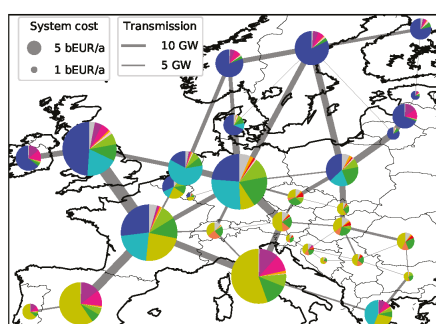 System cost
5 bEUR/a
1 bEUR/a
Transmission
10 GW
5 GW